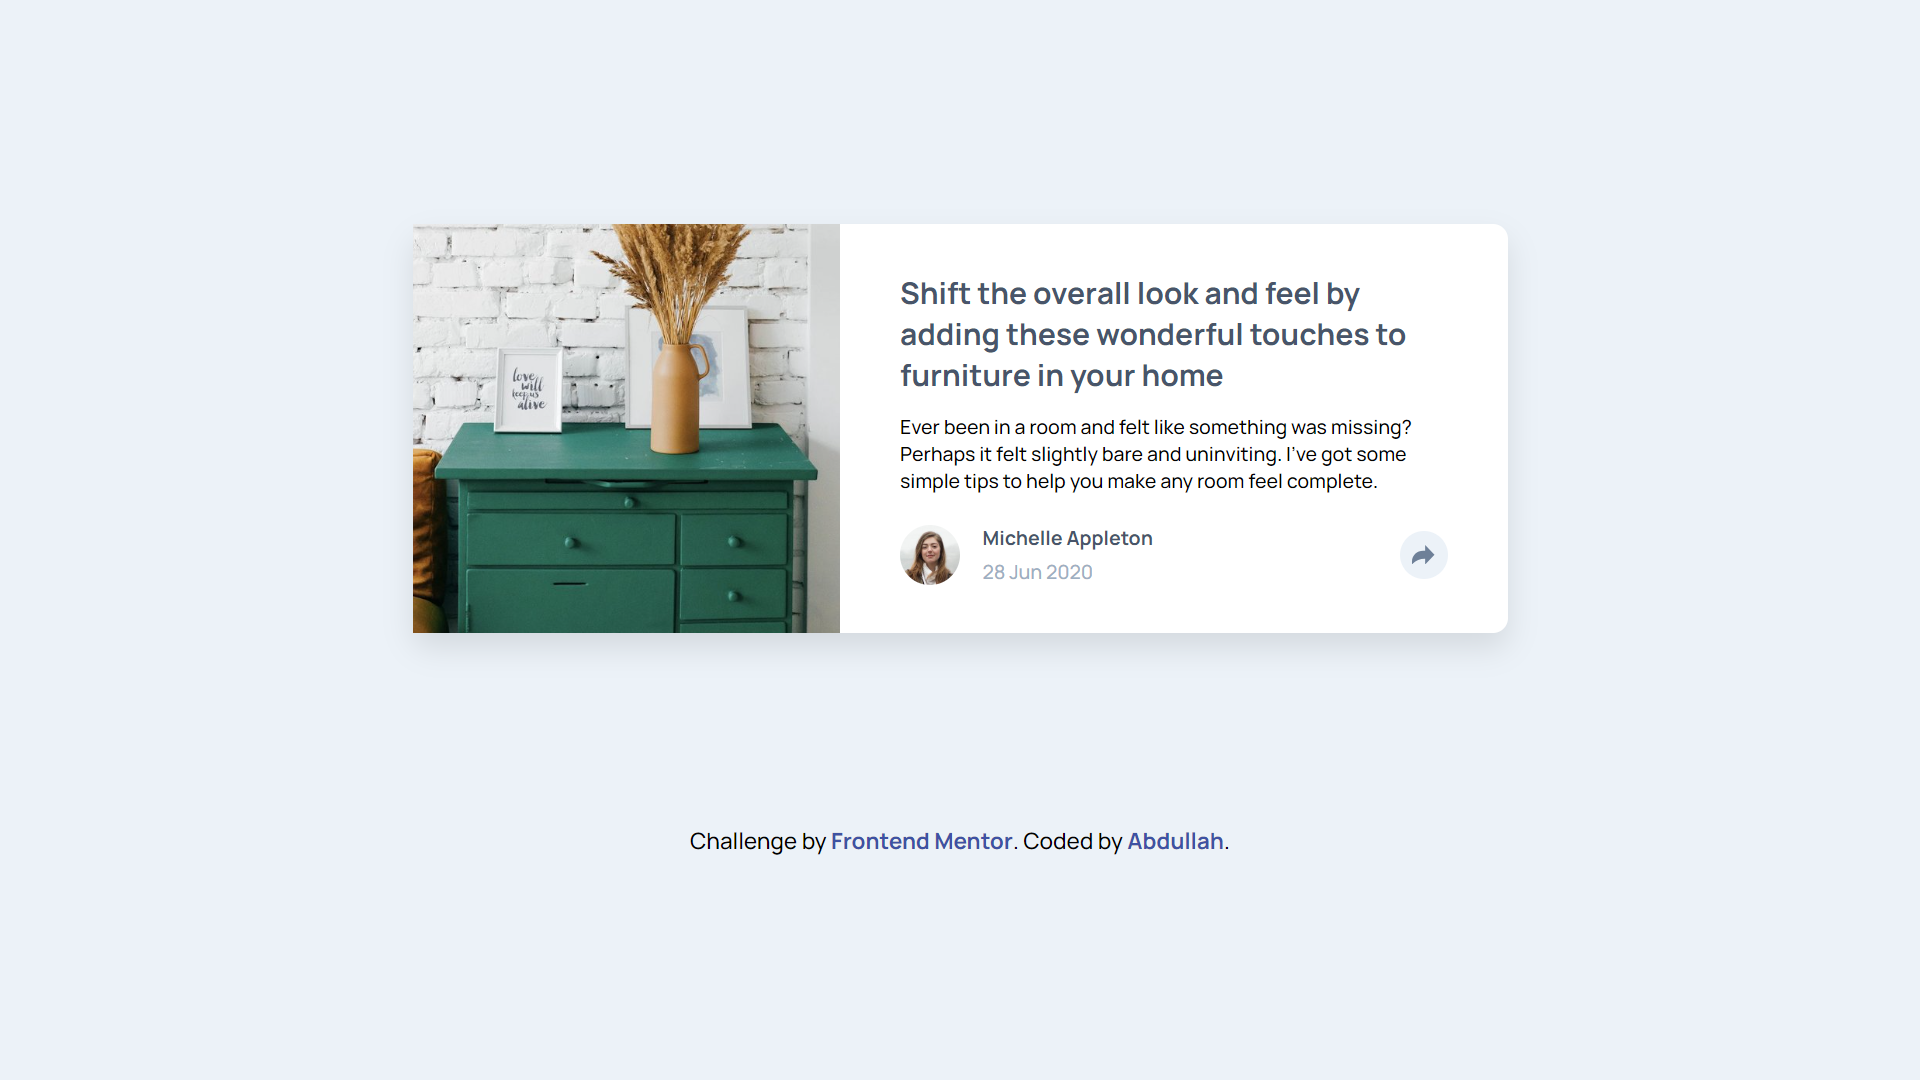 love
will
keep us
alive
Shift the overall look and feel by
adding these wonderful touches to
furniture in your home
Ever been in a room and felt like something was missing?
Perhaps it felt slightly bare and uninviting. I've got some
simple tips to help you make any room feel complete.
Michelle Appleton
28 Jun 2020
Challenge by Frontend Mentor. Coded by Abdullah.